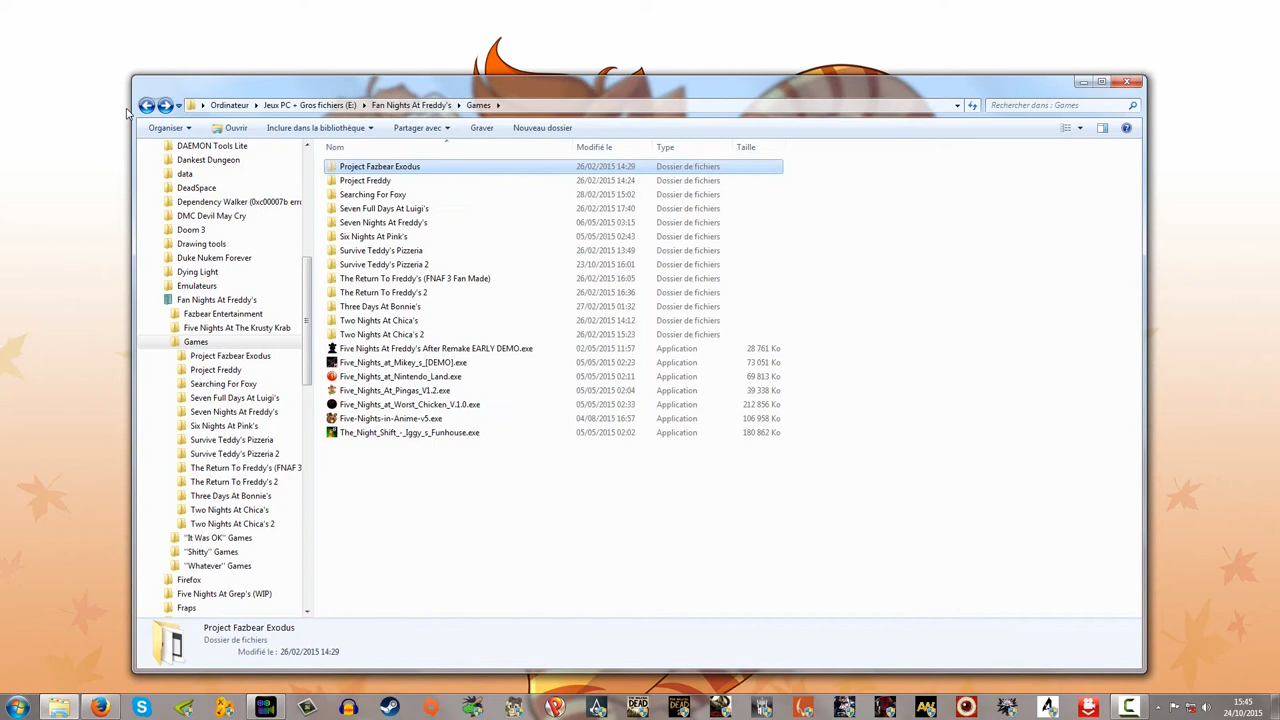 Ordinateur Jeux PC + Gros fichiers (E:) Fan Nights At Freddy's Games
Rechercher dans : Games
Organiser Ouvrir Inclure dans la bibliothèque Partager avec Graver Nouveau dossier
DAEMON Tools Lite
Dankest Dungeon
data
DeadSpace
Dependency Walker (0xc00007b erro
DMC Devil May Cry
Doom 3
Drawing tools
Duke Nukem Forever
Dying Light
Emulateurs
Fan Nights At Freddy's
Fazbear Entertainment
Five Nights At The Krusty Krab
Games
Project Fazbear Exodus
Project Freddy
Searching For Foxy
Seven Full Days At Luigi's
Seven Nights At Freddy's
Six Nights At Pink's
Survive Teddy's Pizzeria
Survive Teddy's Pizzeria 2
The Return To Freddy's (FNAF 3
The Return To Freddy's 2
Three Days At Bonnie's
Two Nights At Chica's
Two Nights At Chica's 2
''It Was OK'' Games
''Shitty'' Games
''Whatever'' Games
Firefox
Five Nights At Grep's (WIP)
Fraps
Nom Modifié le Type Taille
Project Fazbear Exodus 26/02/2015 14:29 Dossier de fichiers
Project Freddy 26/02/2015 14:24 Dossier de fichiers
Searching For Foxy 28/02/2015 15:02 Dossier de fichiers
Seven Full Days At Luigi's 26/02/2015 17:40 Dossier de fichiers
Seven Nights At Freddy's 06/05/2015 03:15 Dossier de fichiers
Six Nights At Pink's 05/05/2015 02:43 Dossier de fichiers
Survive Teddy's Pizzeria 26/02/2015 13:49 Dossier de fichiers
Survive Teddy's Pizzeria 2 23/10/2015 16:01 Dossier de fichiers
The Return To Freddy's (FNAF 3 Fan Made) 26/02/2015 16:05 Dossier de fichiers
The Return To Freddy's 2 26/02/2015 16:36 Dossier de fichiers
Three Days At Bonnie's 27/02/2015 01:32 Dossier de fichiers
Two Nights At Chica's 26/02/2015 14:12 Dossier de fichiers
Two Nights At Chica's 2 26/02/2015 15:23 Dossier de fichiers
Five Nights At Freddy's After Remake EARLY DEMO.exe 02/05/2015 11:57 Application 28 761 Ko
Five_Nights_at_Mikey_s_[DEMO].exe 05/05/2015 02:23 Application 73 051 Ko
Five_Nights_at_Nintendo_Land.exe 05/05/2015 02:11 Application 69 813 Ko
Five_Nights_At_Pingas_V1.2.exe 05/05/2015 02:04 Application 39 338 Ko
Five_Nights_at_Worst_Chicken_V.1.0.exe 05/05/2015 02:33 Application 212 856 Ko
Five-Nights-in-Anime-v5.exe 04/08/2015 16:57 Application 106 958 Ko
The_Night_Shift_-_Iggy_s_Funhouse.exe 05/05/2015 02:02 Application 180 862 Ko
Project Fazbear Exodus
Dossier de fichiers
Modifié le : 26/02/2015 14:29
15:45
24/10/2015